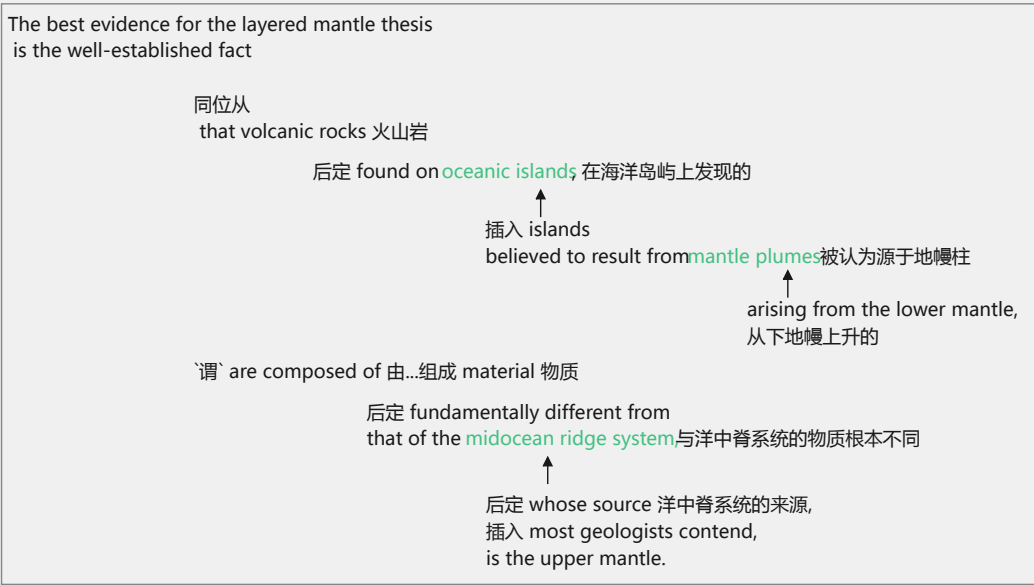 The best evidence for the layered mantle thesis
is the well-established fact
同位从
that volcanic rocks 火山岩
后定 found on oceanic islands, 在海洋岛屿上发现的
插入 islands
believed to result from mantle plumes被认为源于地幔柱
arising from the lower mantle,
从下地幔上升的
`谓` are composed of 由...组成 material 物质
后定 fundamentally different from
that of the midocean ridge system,与洋中脊系统的物质根本不同
后定 whose source 洋中脊系统的来源,
插入 most geologists contend,
is the upper mantle.